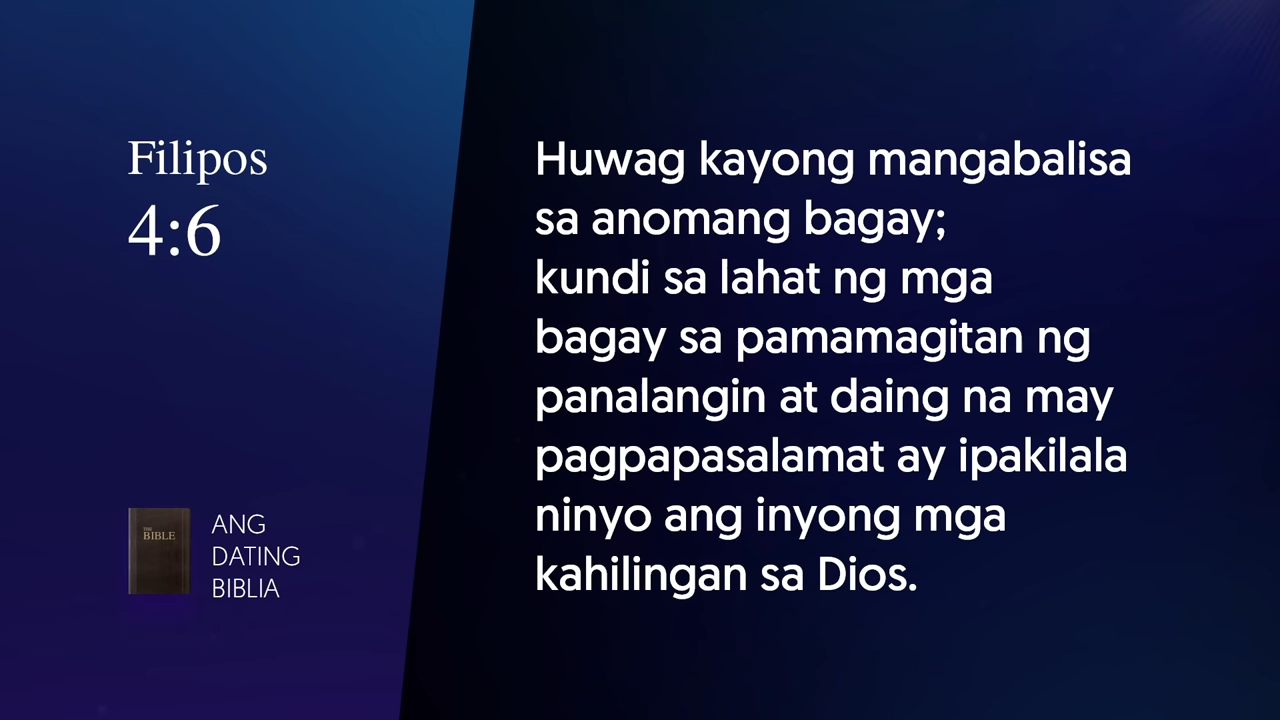 Filipos
4:6
THE
BIBLE
ANG
DATING
BIBLIA
Huwag kayong mangabalisa
sa anomang bagay;
kundi sa lahat ng mga
bagay sa pamamagitan ng
panalangin at daing na may
pagpapasalamat ay ipakilala
ninyo ang inyong mga
kahilingan sa Dios.